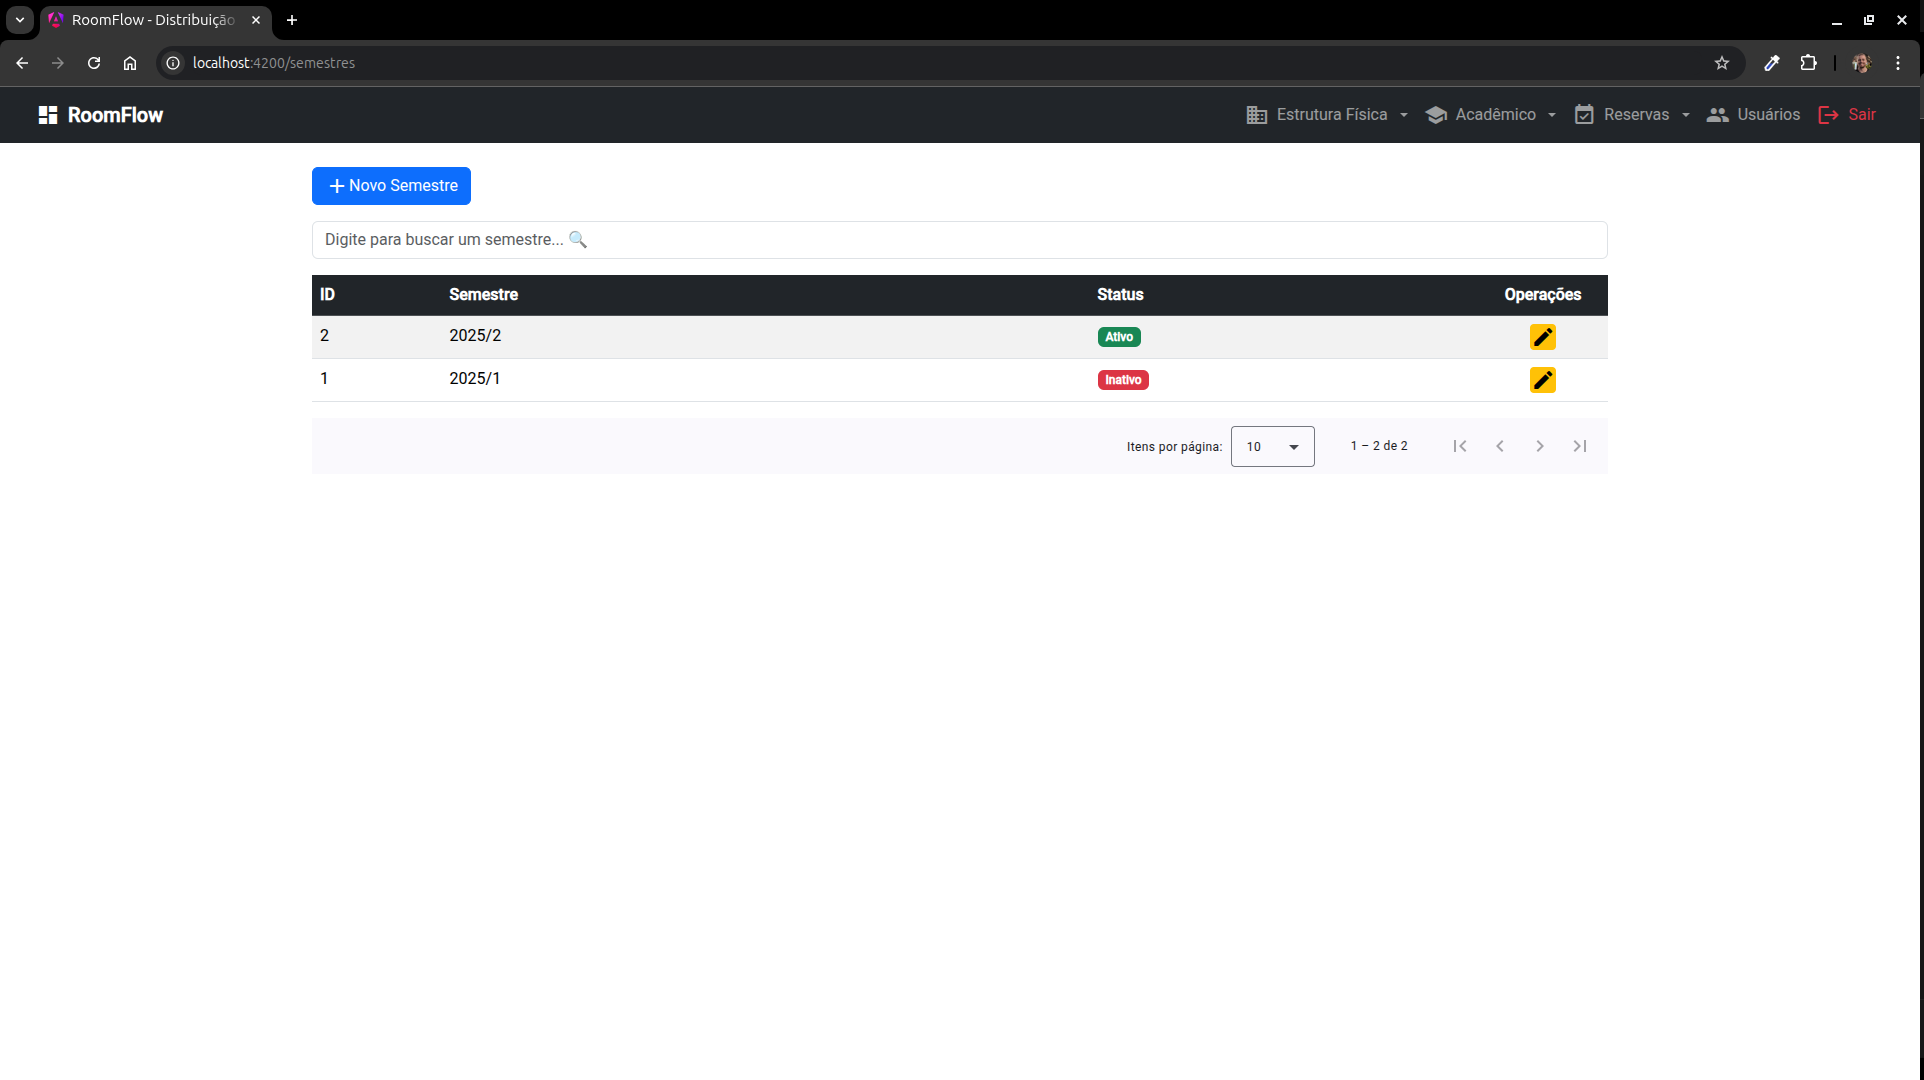 RoomFlow - Distribuição
localhost:4200/semestres
RoomFlow Estrutura Física Acadêmico Reservas Usuários Sair
Novo Semestre
Digite para buscar um semestre... 🔍
ID Semestre Status Operações
2 2025/2 Ativo
1 2025/1 Inativo
Itens por página: 10 1 – 2 de 2